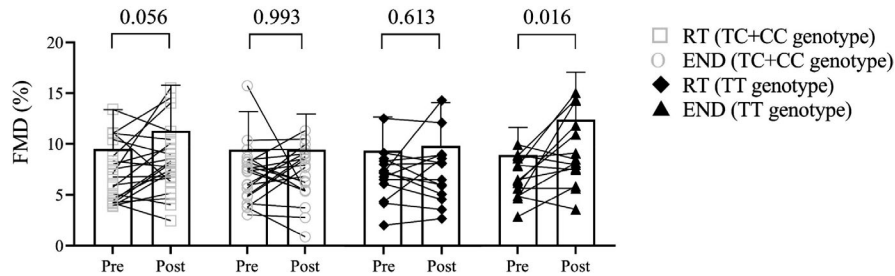 0.056 0.993 0.613 0.016
20
15
10
5
0
FMD (%)
Pre Post Pre Post Pre Post Pre Post
RT (TC+CC genotype)
END (TC+CC genotype)
RT (TT genotype)
END (TT genotype)